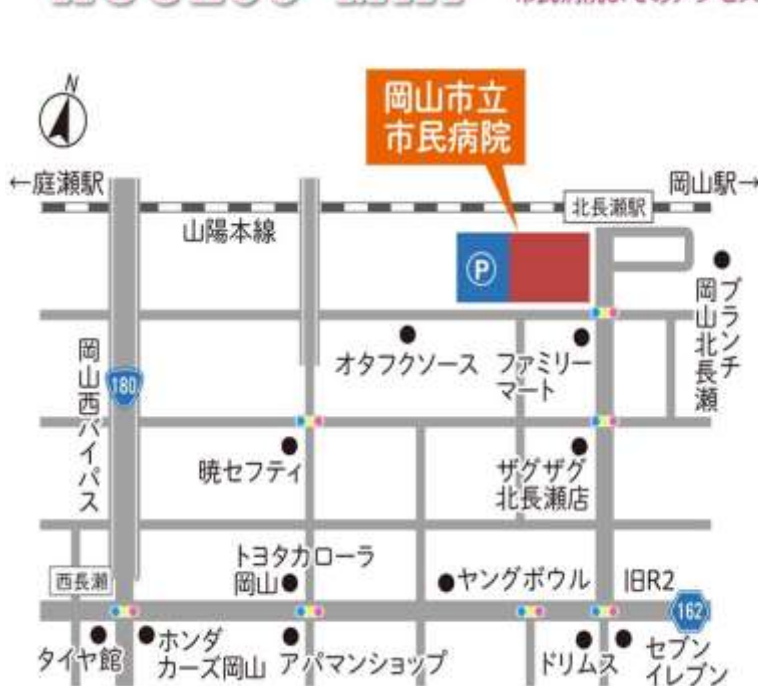 N
岡山市立
市民病院
←庭瀬駅
岡山駅→
北長瀬駅
山陽本線
P
ブランチ
岡山北長瀬
オタフクソース
ファミリー
マート
岡山西バイパス
180
暁セフティ
ザグザグ
北長瀬店
トヨタカローラ
岡山
ヤングボウル
旧R2
西長瀬
162
タイヤ館
ホンダ
カーズ岡山
アパマンショップ
ドリムス
セブン
イレブン